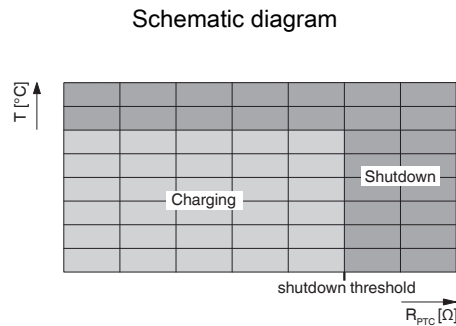 Schematic diagram
T [°C]
Shutdown
Charging
shutdown threshold
R_PTC [Ω]